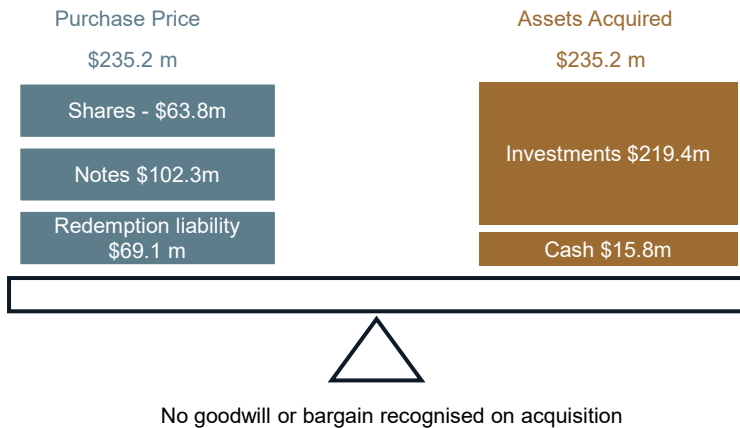 Purchase Price
$235.2 m
Shares - $63.8m
Notes $102.3m
Redemption liability
$69.1 m
Assets Acquired
$235.2 m
Investments $219.4m
Cash $15.8m
No goodwill or bargain recognised on acquisition